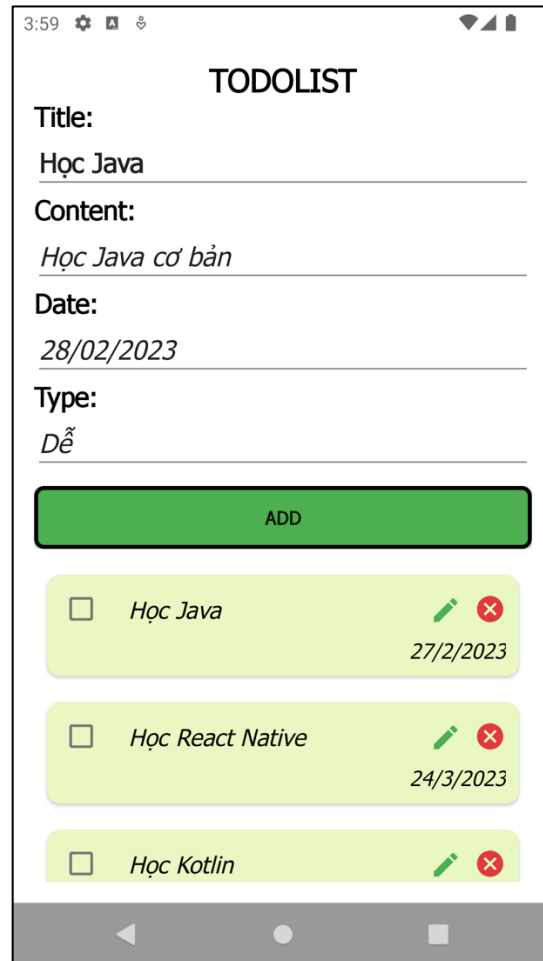 3:59
TODOLIST
Title:
Học Java
Content:
Học Java cơ bản
Date:
28/02/2023
Type:
Dễ
ADD
Học Java
27/2/2023
Học React Native
24/3/2023
Học Kotlin